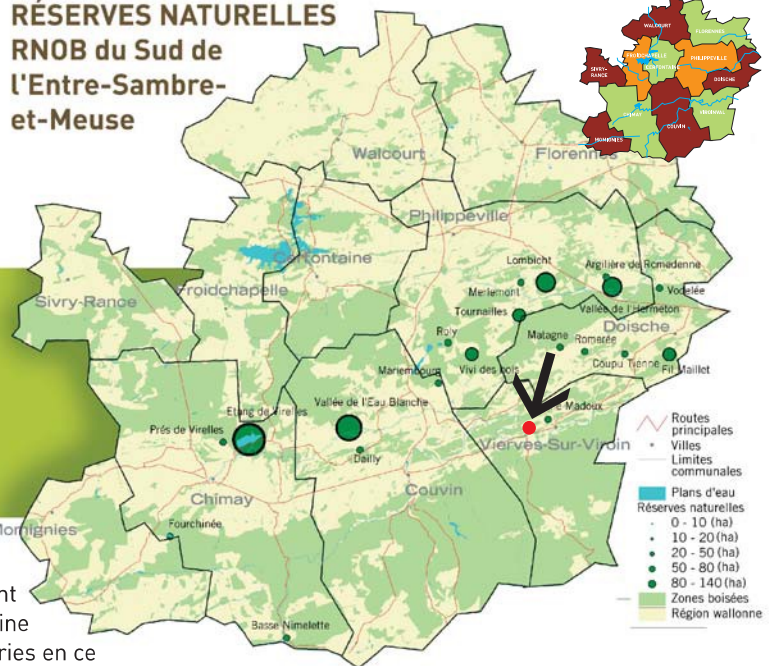 RÉSERVES NATURELLES
RNOB du Sud de
l'Entre-Sambre-
et-Meuse
WALCOURT
FLORENNES
FROIDCHAPELLE
CERFONTAINE
PHILIPPEVILLE
SIVRY-
RANCE
DOISCHE
CHIMAY
COUVIN
VIROINVAL
MOMIGNIES
Walcourt
Florennes
Philippeville
Cerfontaine
Froidchapelle
Sivry-Rance
Lombicht
Argilière de Romedenne
Merlemont
Vodelée
Tournailles
Vallée de l'Hermeton
Doische
Roly
Matagne
Romerée
Mariembourg
Vivi des bois
Coupu Tienne
Fil Maillet
Vallée de l'Eau Blanche
Etang de Virelles
e Madoux
Prés de Virelles
Vierves-Sur-Viroin
Dailly
Chimay
Couvin
Momignies
Fourchinée
Basse Nimelette
Routes
principales
Villes
Limites
communales
Plans d'eau
Réserves naturelles
0 - 10 (ha)
10 - 20 (ha)
20 - 50 (ha)
50 - 80 (ha)
80 - 140 (ha)
Zones boisées
Région wallonne
nt
ine
ries en ce